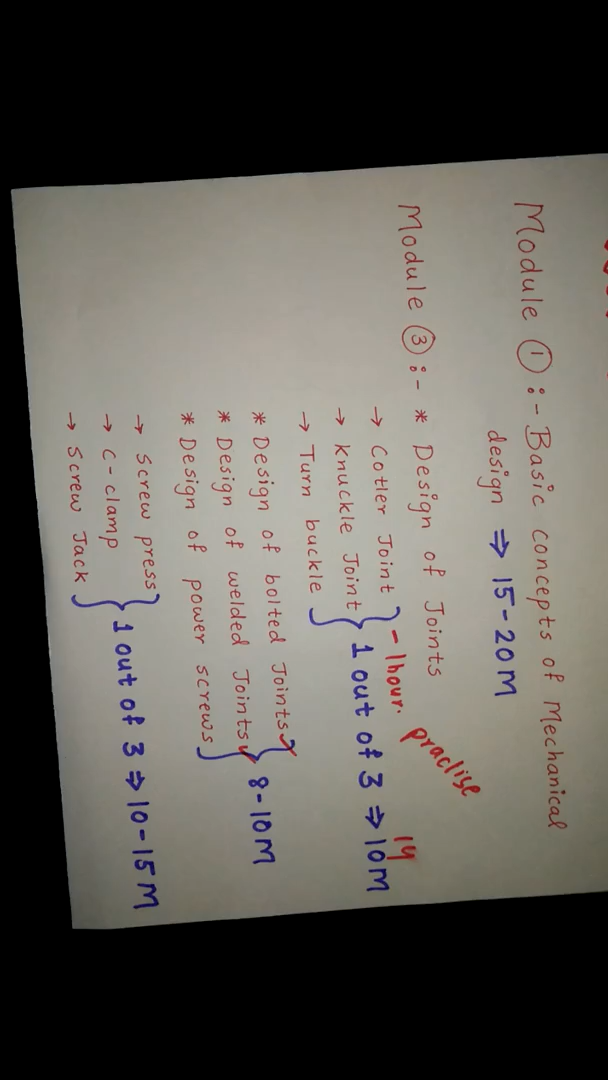 Module ① :- Basic concepts of Mechanical
design ⇒ 15-20M
Module ③ :- * Design of Joints
→ Cotler Joint - 1hour. practise
→ Knuckle Joint 1 out of 3 ⇒ 10M 14
→ Turn buckle
* Design of bolted Joints ✓
* Design of welded Joints ✓ 8-10M
* Design of power screws
→ Screw press
→ C-clamp 1 out of 3 ⇒ 10-15M
→ Screw Jack